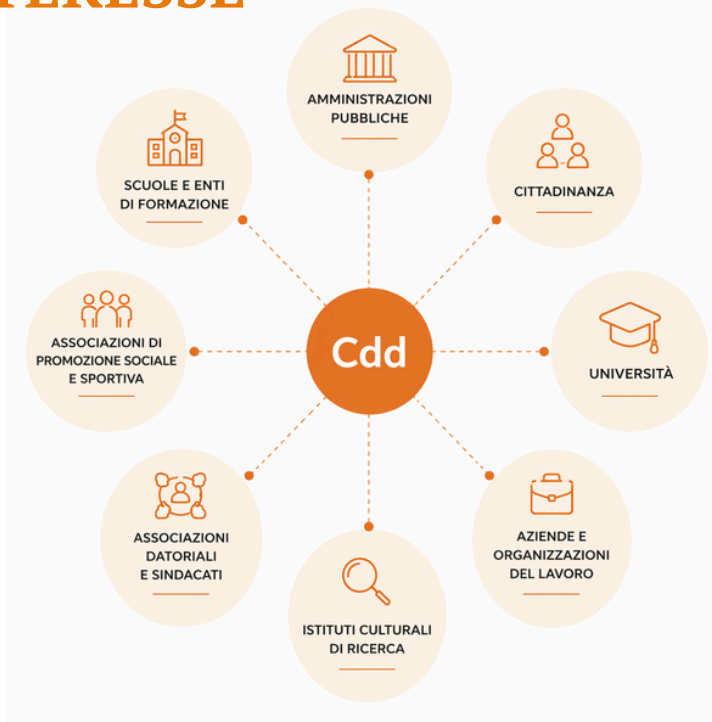 AMMINISTRAZIONI
PUBBLICHE
CITTADINANZA
UNIVERSITÀ
AZIENDE E
ORGANIZZAZIONI
DEL LAVORO
ISTITUTI CULTURALI
DI RICERCA
ASSOCIAZIONI
DATORIALI
E SINDACATI
ASSOCIAZIONI DI
PROMOZIONE SOCIALE
E SPORTIVA
SCUOLE E ENTI
DI FORMAZIONE
Cdd